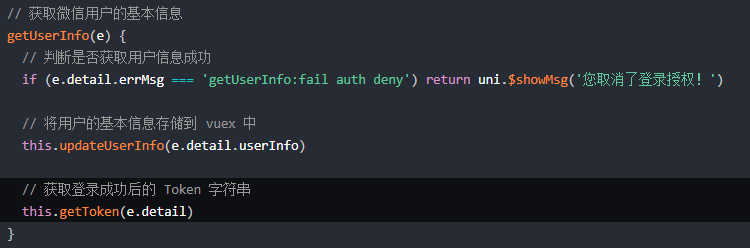 // 获取微信用户的基本信息
getUserInfo(e) {
// 判断是否获取用户信息成功
if (e.detail.errMsg === 'getUserInfo:fail auth deny') return uni.$showMsg('您取消了登录授权！')
// 将用户的基本信息存储到 vuex 中
this.updateUserInfo(e.detail.userInfo)
// 获取登录成功后的 Token 字符串
this.getToken(e.detail)
}